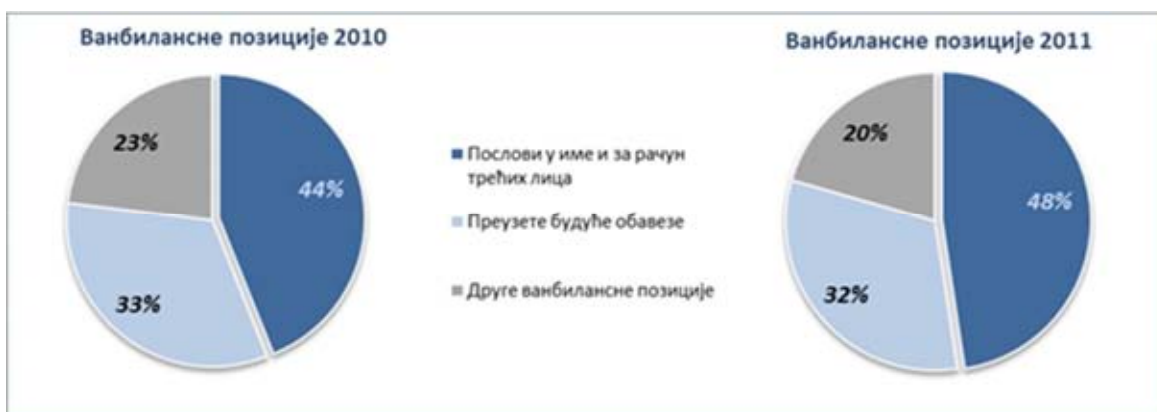 Ванбилансне позиције 2010
23%
44%
33%
Послови у име и за рачун
трећих лица
Преузете будуће обавезе
Друге ванбилансне позиције
Ванбилансне позиције 2011
20%
48%
32%